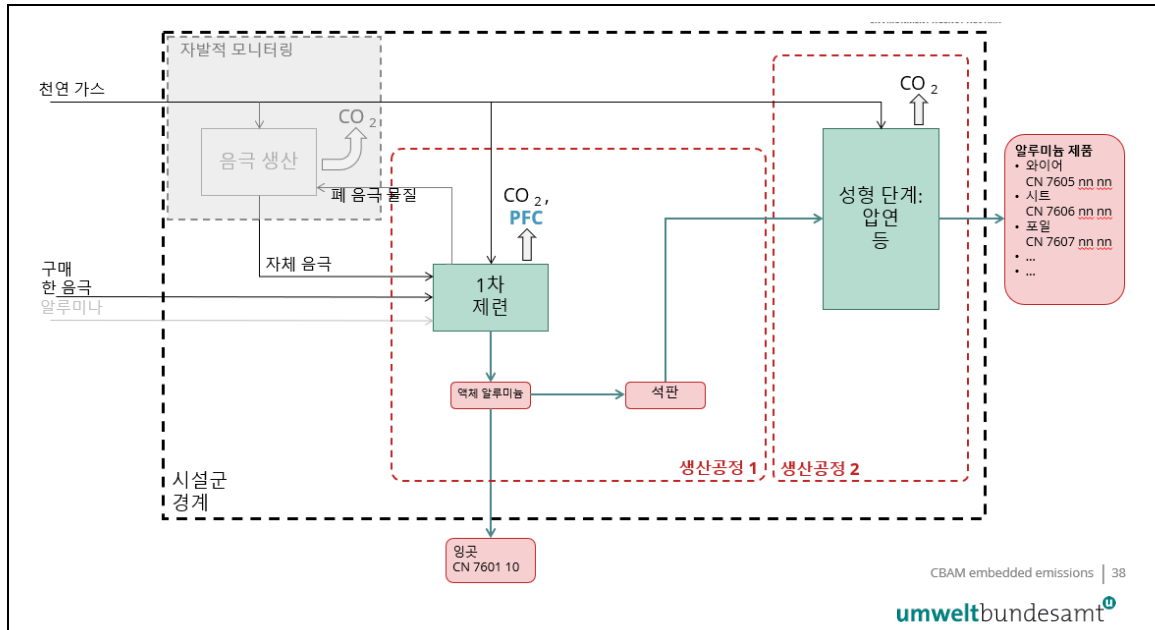 자발적 모니터링
천연 가스
CO 2
음극 생산
폐 음극 물질
CO 2,
PFC
자체 음극
구매
한 음극
알루미나
1차
제련
액체 알루미늄
석판
생산공정 1
CO 2
성형 단계:
압연
등
생산공정 2
알루미늄 제품
• 와이어
CN 7605 nn nn
• 시트
CN 7606 nn nn
• 포일
CN 7607 nn nn
• ...
• ...
시설군
경계
잉곳
CN 7601 10
CBAM embedded emissions | 38
umweltbundesamt u